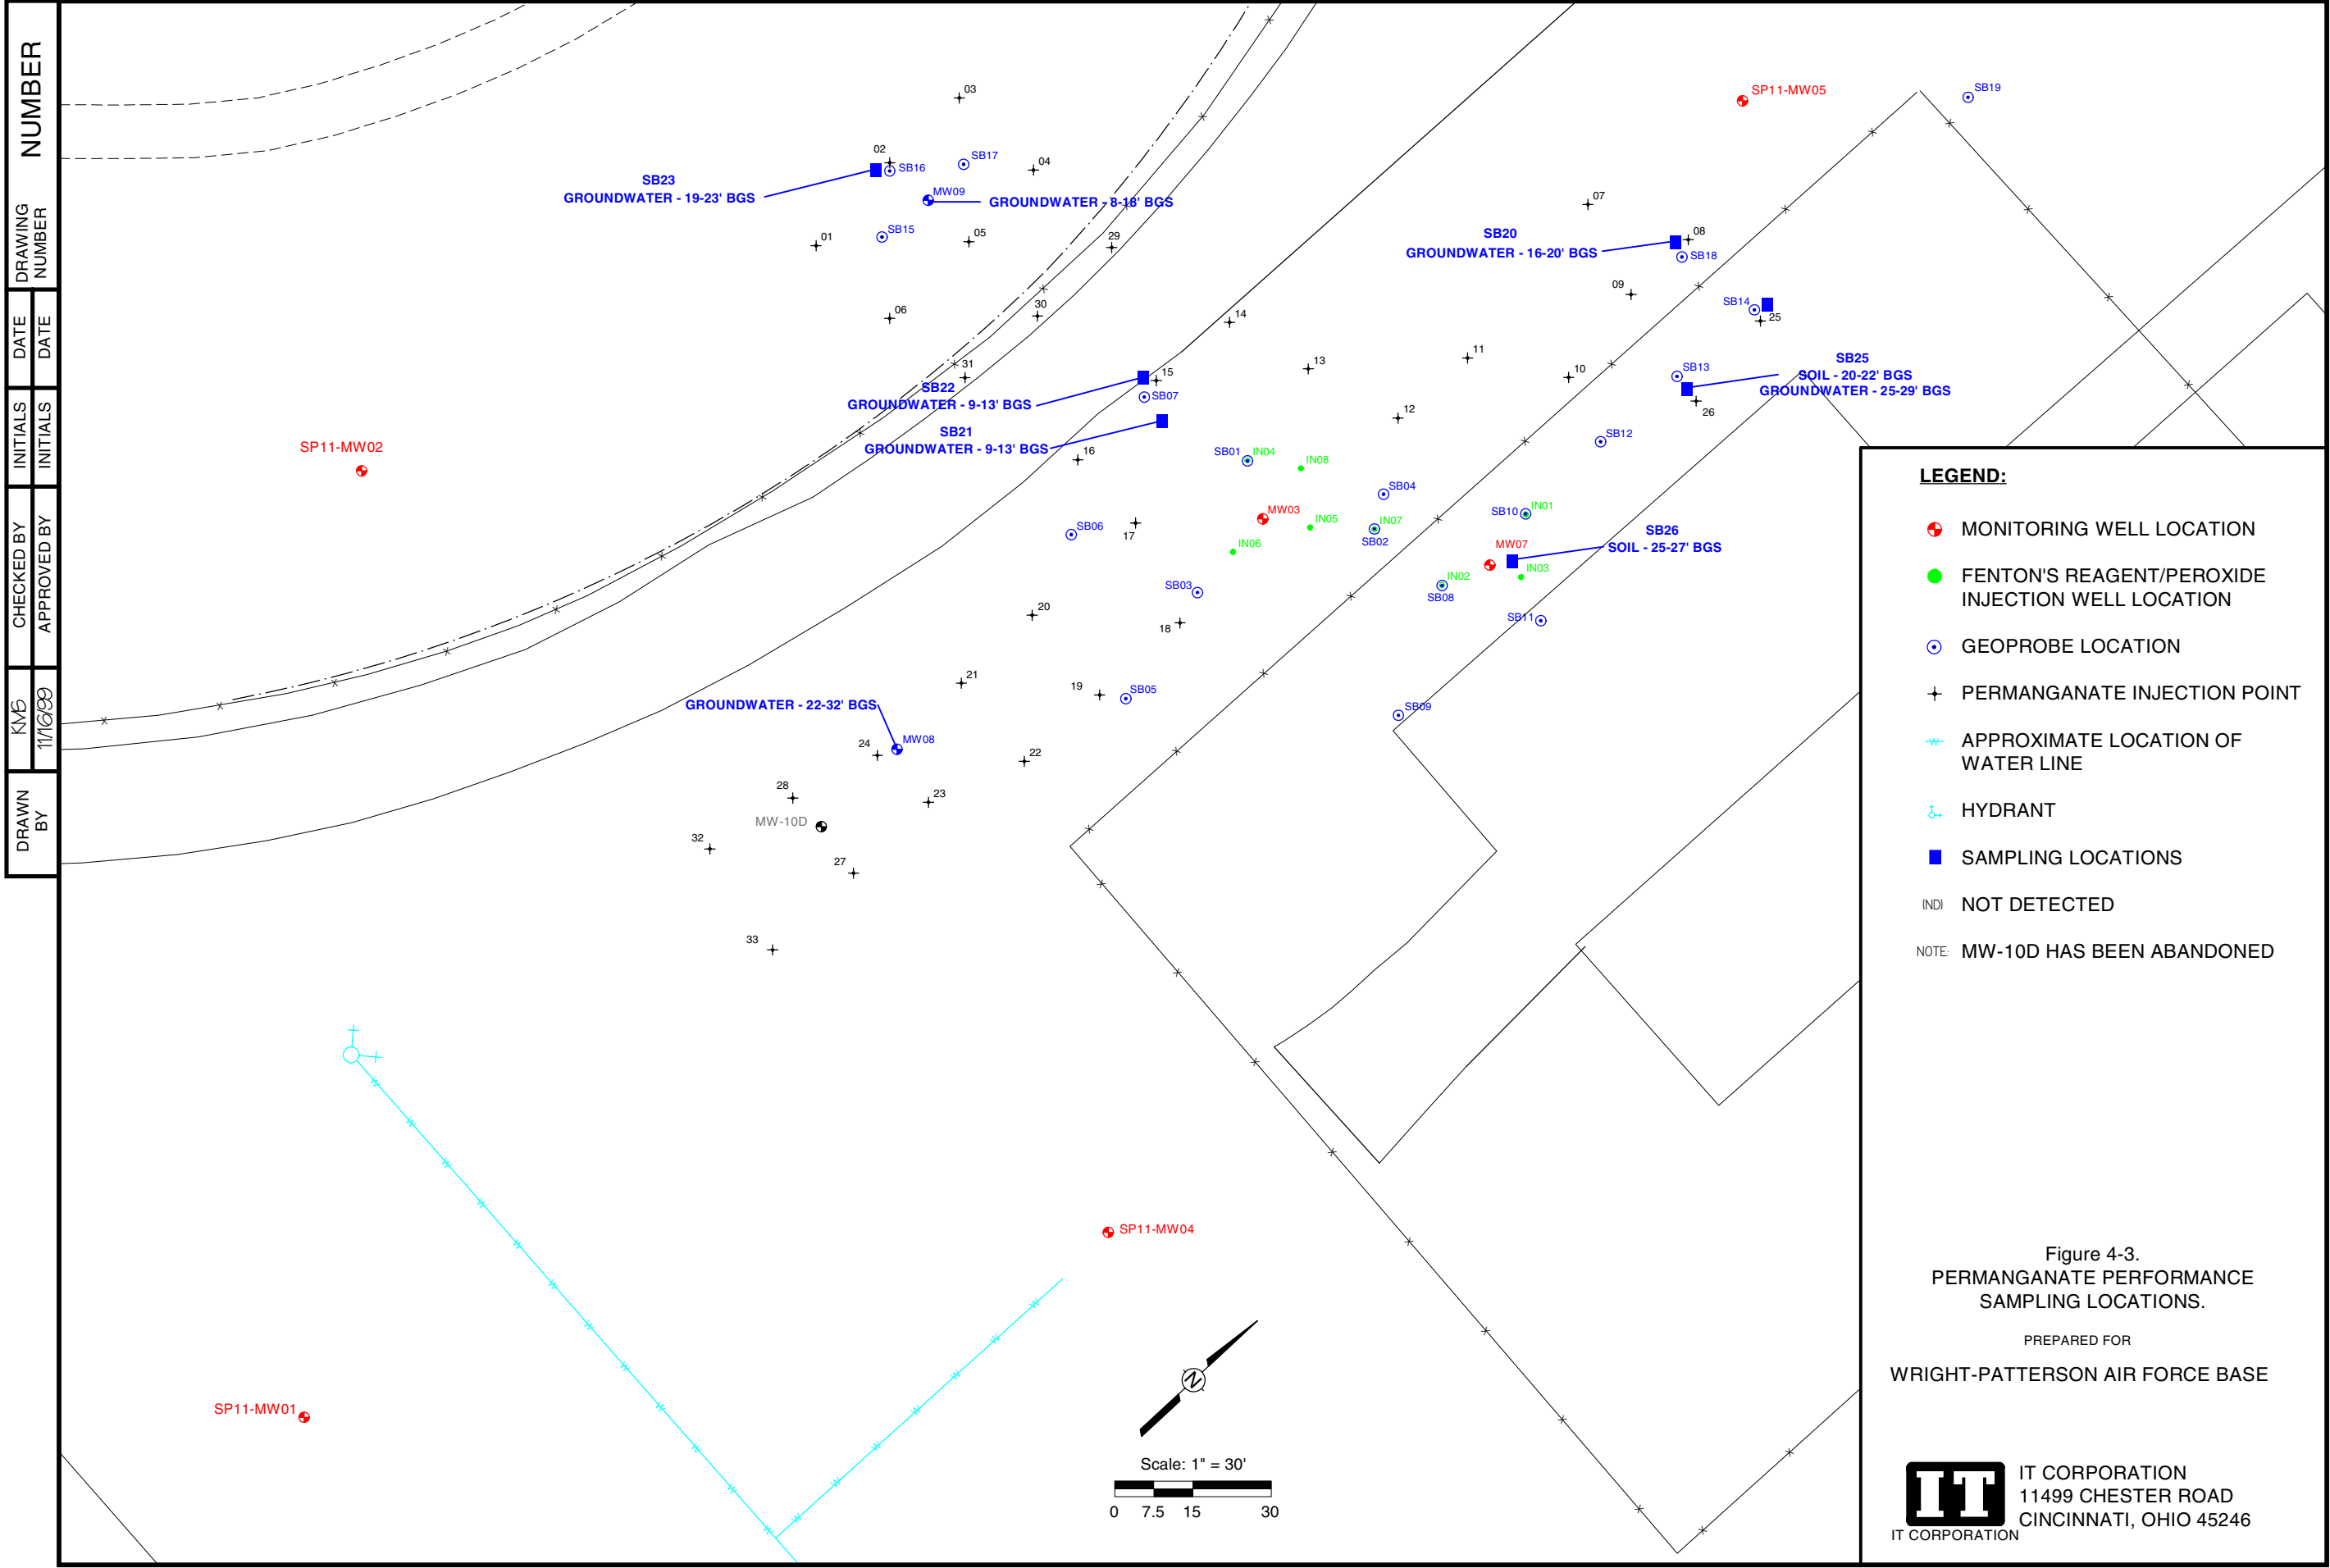 NUMBER
DRAWING
NUMBER
DATE
DATE
INITIALS
INITIALS
CHECKED BY
APPROVED BY
KMS
11/16/99
DRAWN
BY
03
02
SB16
SB17
04
SB23
GROUNDWATER - 19-23' BGS
MW09
GROUNDWATER - 8-18' BGS
01
SB15
05
29
06
30
31
SP11-MW05
SB19
07
SB20
GROUNDWATER - 16-20' BGS
08
SB18
09
SB14
25
14
13
11
10
SB13
SB25
SOIL - 20-22' BGS
GROUNDWATER - 25-29' BGS
26
SB22
GROUNDWATER - 9-13' BGS
15
SB07
12
SB21
GROUNDWATER - 9-13' BGS
SB12
SP11-MW02
16
SB01
IN04
IN08
SB04
MW03
IN05
IN07
SB02
SB10
IN01
SB06
17
IN06
MW07
SB26
SOIL - 25-27' BGS
IN03
IN02
SB08
SB03
18
SB11
20
21
19
SB05
SB09
GROUNDWATER - 22-32' BGS
24
MW08
22
28
23
MW-10D
32
27
33
SP11-MW04
SP11-MW01
N
Scale: 1" = 30'
0 7.5 15 30
LEGEND:
MONITORING WELL LOCATION
FENTON'S REAGENT/PEROXIDE
INJECTION WELL LOCATION
GEOPROBE LOCATION
PERMANGANATE INJECTION POINT
APPROXIMATE LOCATION OF
WATER LINE
HYDRANT
SAMPLING LOCATIONS
(ND) NOT DETECTED
NOTE: MW-10D HAS BEEN ABANDONED
Figure 4-3.
PERMANGANATE PERFORMANCE
SAMPLING LOCATIONS.
PREPARED FOR
WRIGHT-PATTERSON AIR FORCE BASE
IT
IT CORPORATION
IT CORPORATION
11499 CHESTER ROAD
CINCINNATI, OHIO 45246